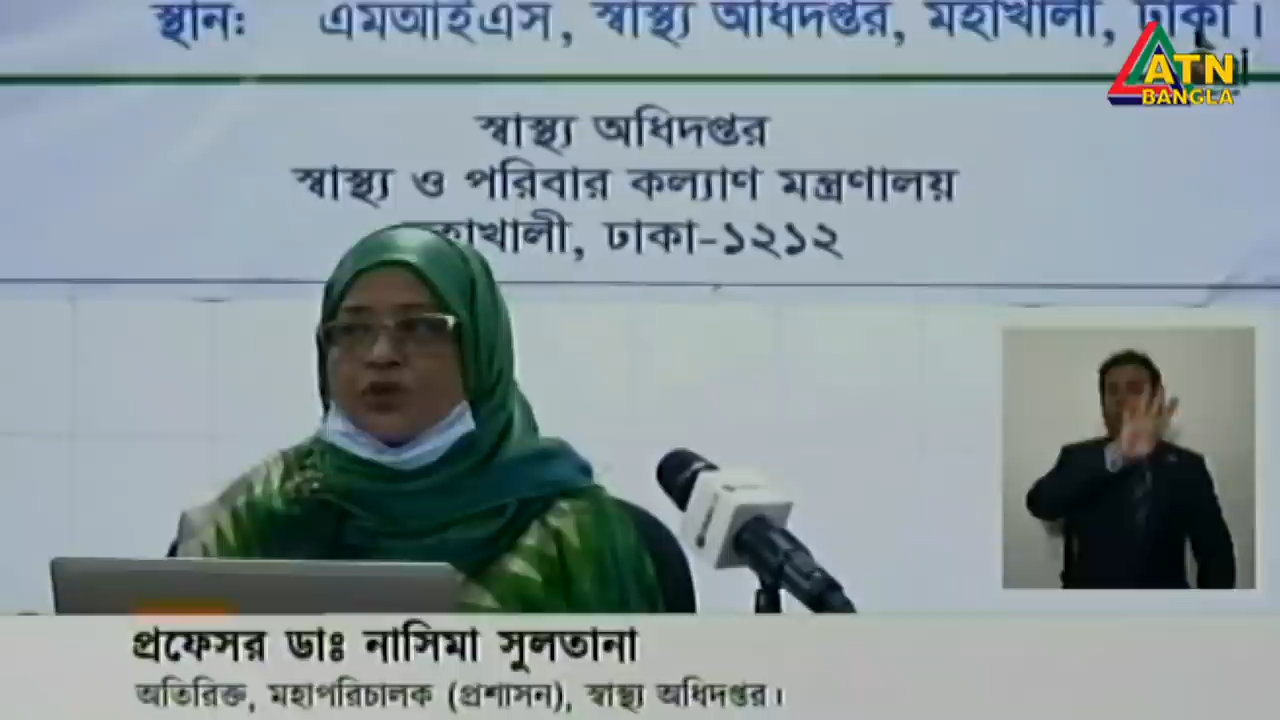 স্থান: এমআইএস, স্বাস্থ্য অধিদপ্তর, মহাখালী, ঢাকা।
ATN
BANGLA
স্বাস্থ্য অধিদপ্তর
স্বাস্থ্য ও পরিবার কল্যাণ মন্ত্রণালয়
মহাখালী, ঢাকা-১২১২
প্রফেসর ডাঃ নাসিমা সুলতানা
অতিরিক্ত, মহাপরিচালক (প্রশাসন), স্বাস্থ্য অধিদপ্তর।